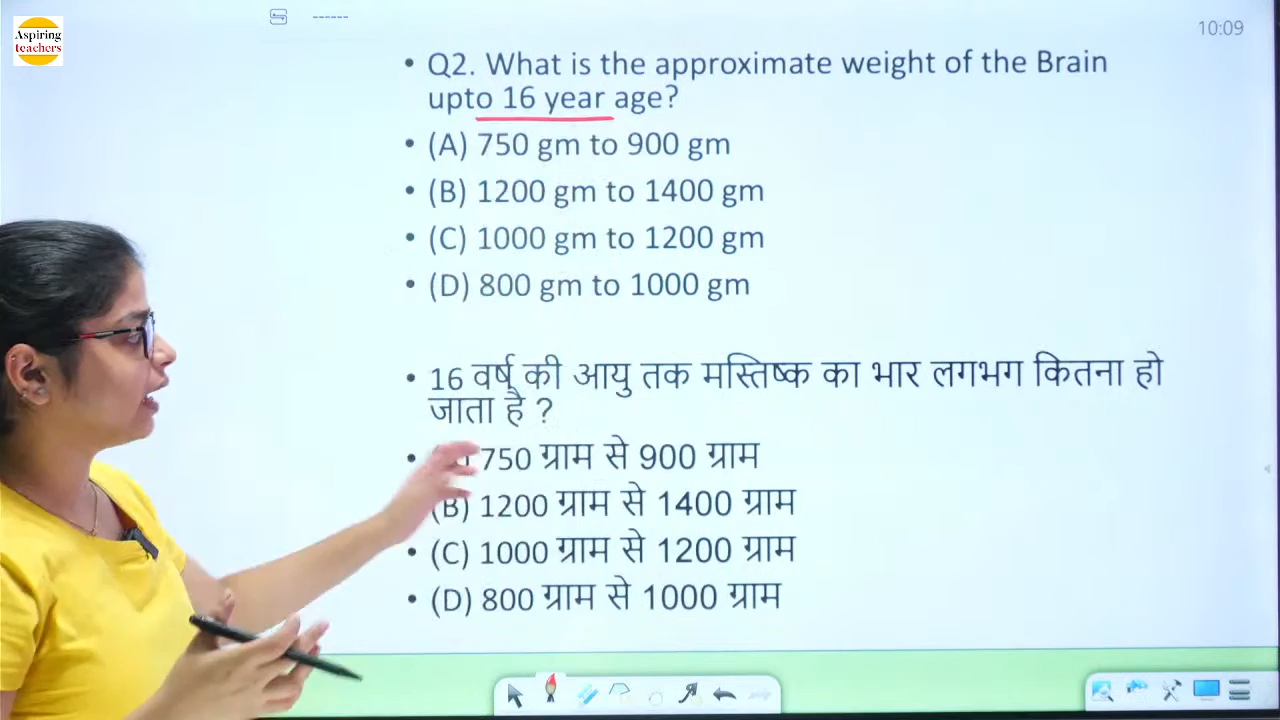 Aspiring
teachers
10:09
• Q2. What is the approximate weight of the Brain
upto 16 year age?
• (A) 750 gm to 900 gm
• (B) 1200 gm to 1400 gm
• (C) 1000 gm to 1200 gm
• (D) 800 gm to 1000 gm
• 16 वर्ष की आयु तक मस्तिष्क का भार लगभग कितना हो
जाता है ?
• 750 ग्राम से 900 ग्राम
• (B) 1200 ग्राम से 1400 ग्राम
• (C) 1000 ग्राम से 1200 ग्राम
• (D) 800 ग्राम से 1000 ग्राम